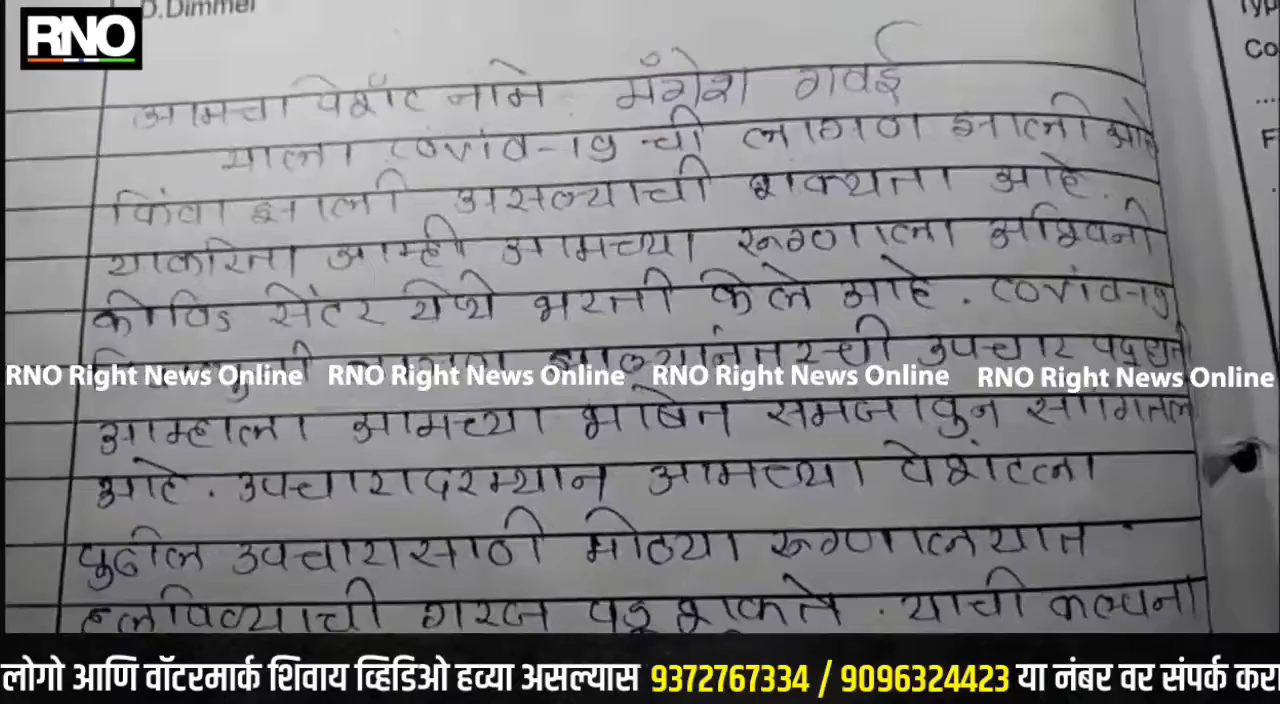 D.Dimmer
RNO
आमचा पेशंट नामे : मंगेश गवई
याला covid-19 ची लागण झाली आहे
किंवा झाली असल्याची शक्यता आहे.
याकरिता आम्ही आमच्या रुग्णाला अश्विनी
कोविड सेंटर येथे भरती केले आहे. covid-19
लागण झाल्यानंतरची उपचार पद्धती
RNO Right News Online RNO Right News Online RNO Right News Online RNO Right News Online
आम्हाला आमच्या भाषेत समजावुन सांगितले
आहे. उपचारादरम्यान आमच्या पेशंटला
पुढील उपचारासाठी मोठ्या रुग्णालयात
हलविण्याची गरज पडू शकते. याची कल्पना
लोगो आणि वॉटरमार्क शिवाय व्हिडिओ हव्या असल्यास 9372767334 / 9096324423 या नंबर वर संपर्क करा
Typ
Co
F